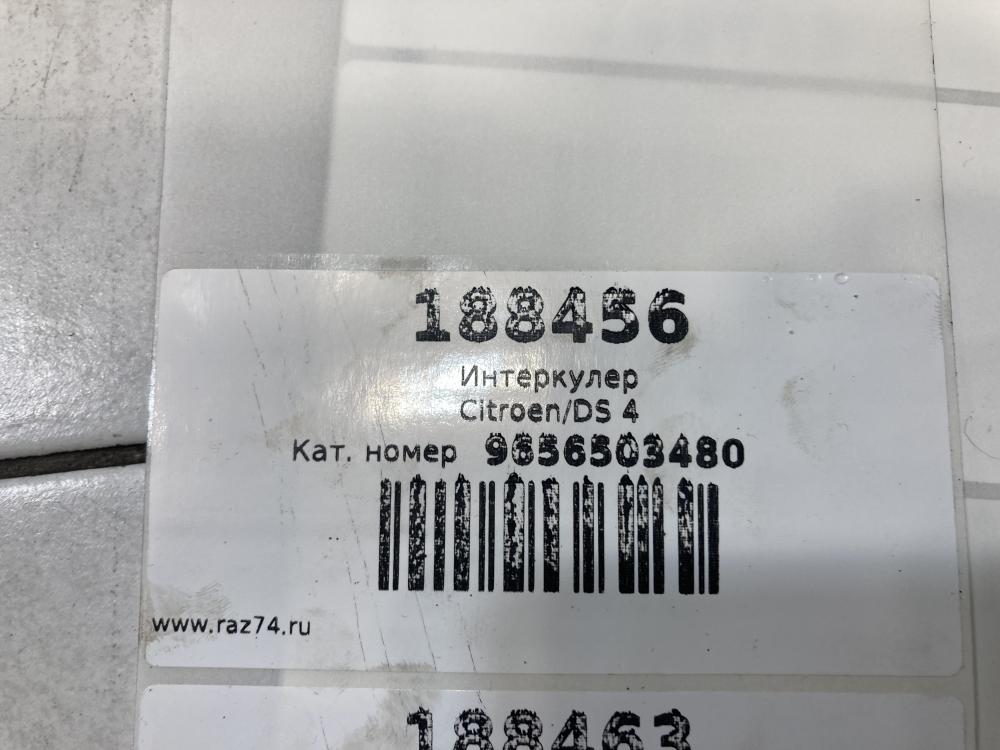 188456
Интеркулер
Citroen/DS 4
Кат. номер 9656503480
www.raz74.ru
188463